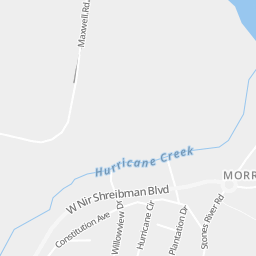 Maxwell Rd.
Hurricane Creek
MORR
W Nir Shreibman Blvd
Constitution Ave
Willowview Dr
Hurricane Cir
Plantation Dr
Stones River Rd